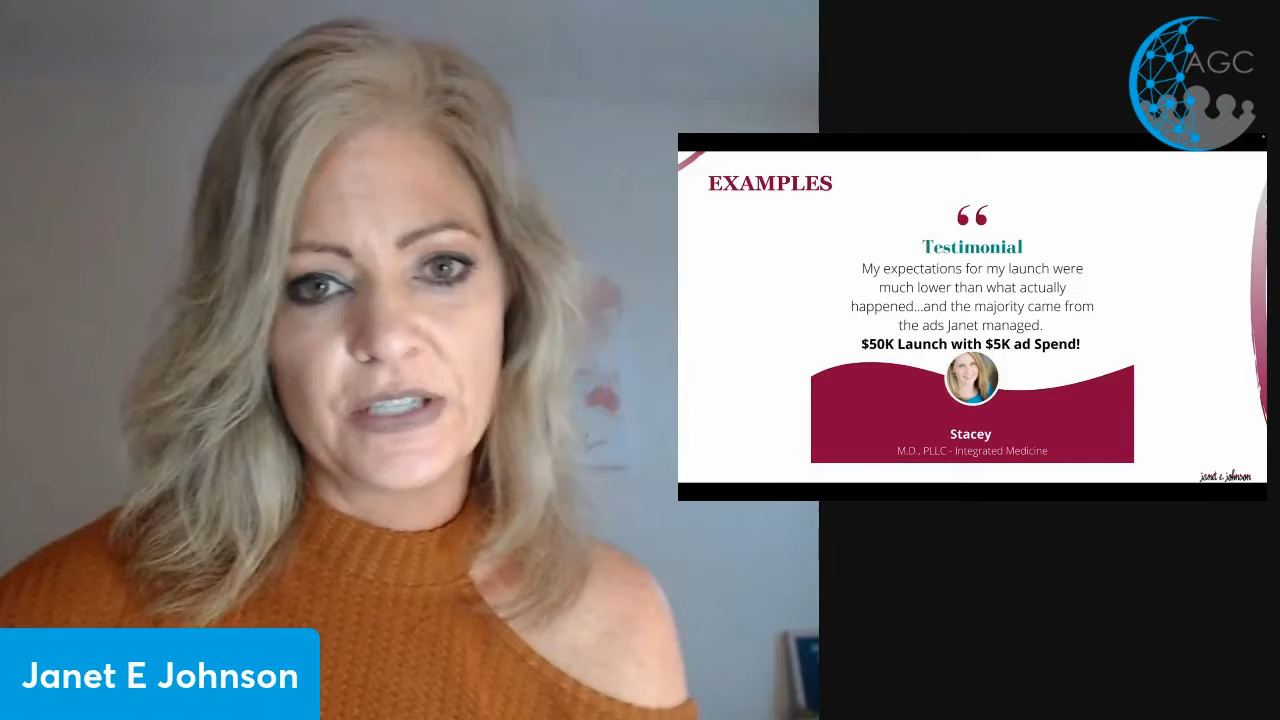 AGC
EXAMPLES
“
Testimonial
My expectations for my launch were
much lower than what actually
happened...and the majority came from
the ads Janet managed.
$50K Launch with $5K ad Spend!
Stacey
M.D., PLLC - Integrated Medicine
janet e. johnson
Janet E Johnson